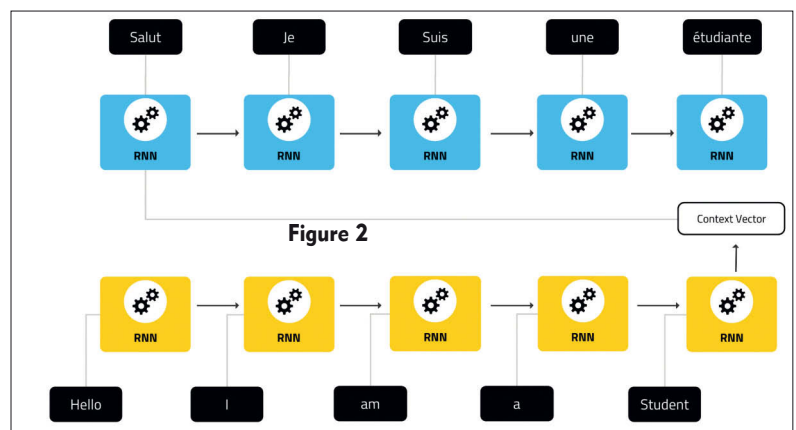 Salut
Je
Suis
une
étudiante
RNN
RNN
RNN
RNN
RNN
Context Vector
Figure 2
RNN
RNN
RNN
RNN
RNN
Hello
I
am
a
Student